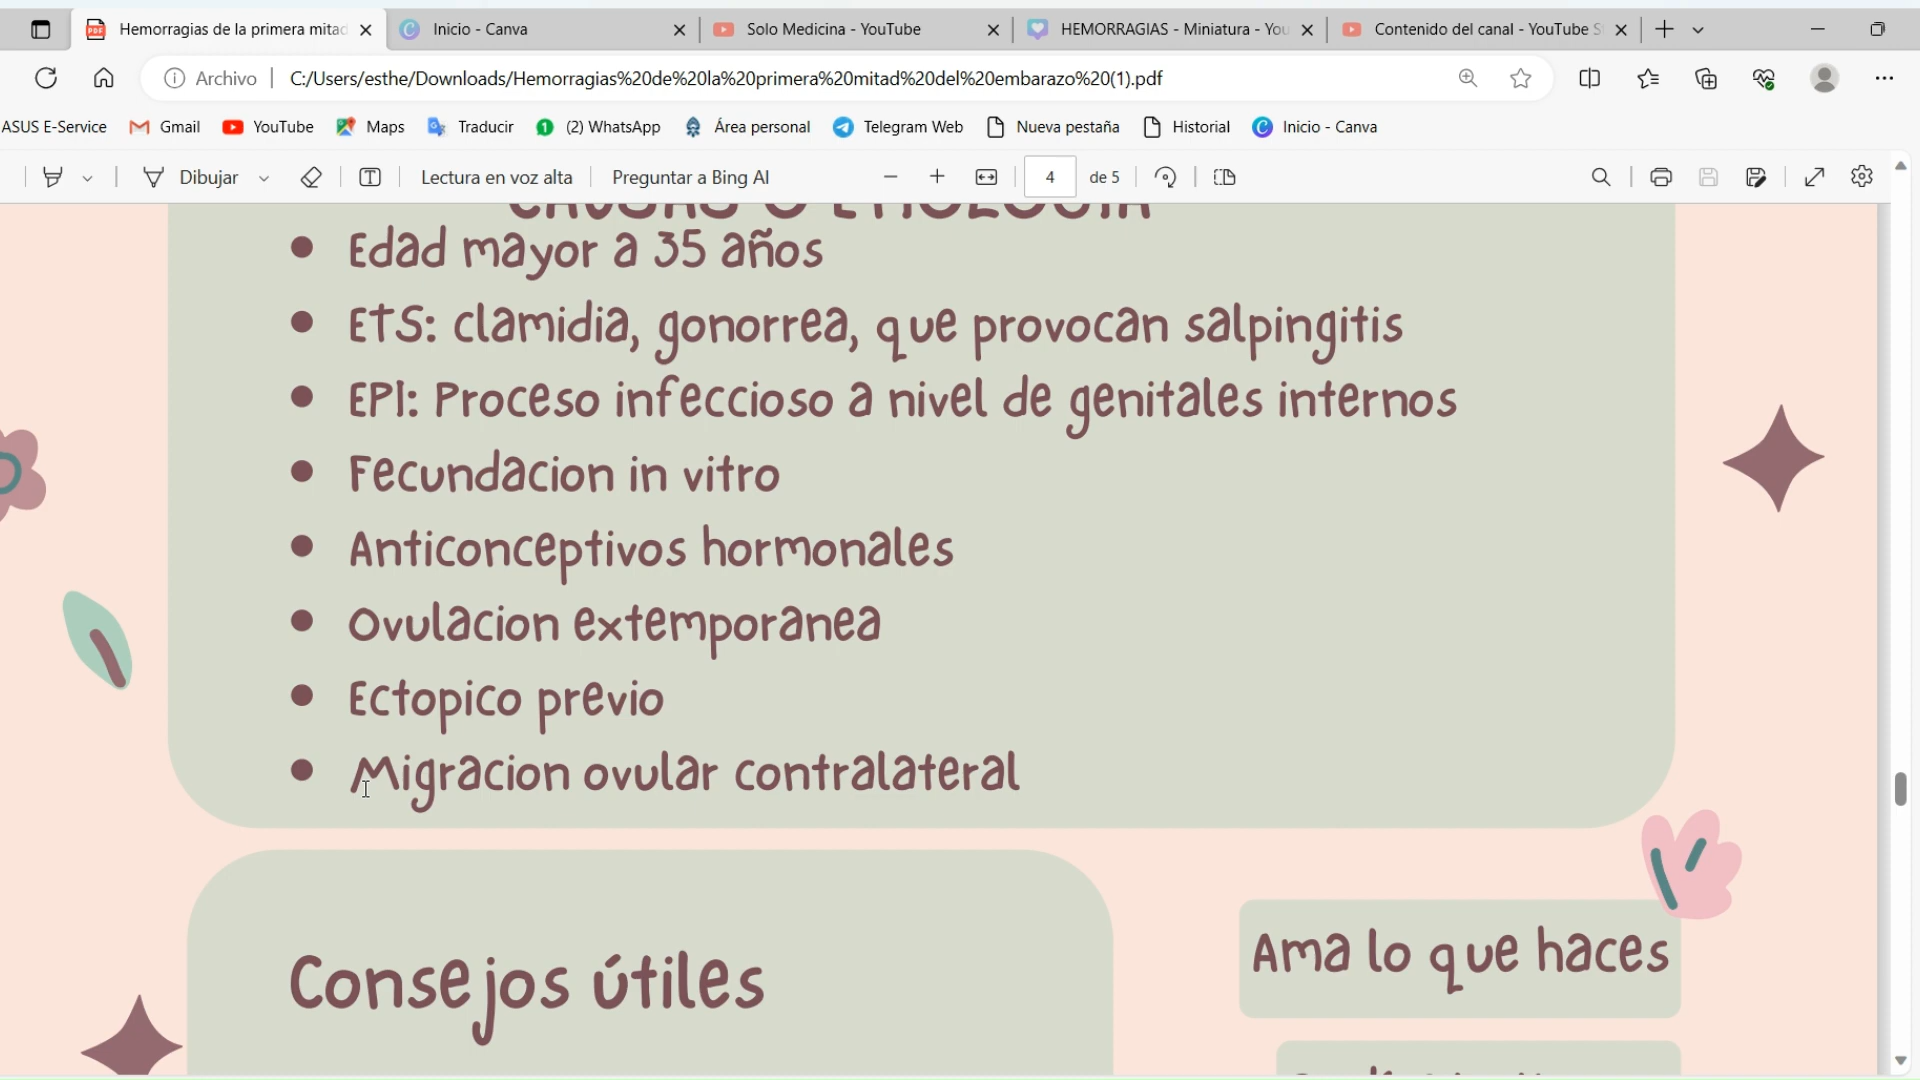 Hemorragias de la primera mitad
Inicio - Canva
Solo Medicina - YouTube
HEMORRAGIAS - Miniatura - You
Contenido del canal - YouTube S
Archivo
C:/Users/esthe/Downloads/Hemorragias%20de%20la%20primera%20mitad%20del%20embarazo%20(1).pdf
ASUS E-Service
Gmail
YouTube
Maps
Traducir
(2) WhatsApp
Área personal
Telegram Web
Nueva pestaña
Historial
Inicio - Canva
Dibujar
Lectura en voz alta
Preguntar a Bing AI
4
de 5
CAUSAS O ETIOLOGIA
Edad mayor a 35 años
ETS: clamidia, gonorrea, que provocan salpingitis
EPI: Proceso infeccioso a nivel de genitales internos
Fecundacion in vitro
Anticonceptivos hormonales
Ovulacion extemporanea
Ectopico previo
Migracion ovular contralateral
Consejos útiles
Ama lo que haces